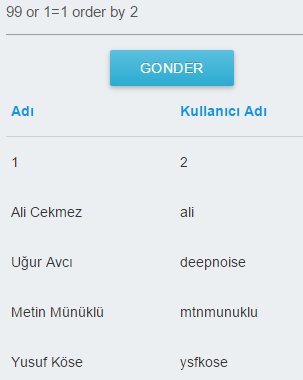 99 or 1=1 order by 2
GONDER
Adı Kullanıcı Adı
1 2
Ali Cekmez ali
Uğur Avcı deepnoise
Metin Münüklü mtnmunuklu
Yusuf Köse ysfkose